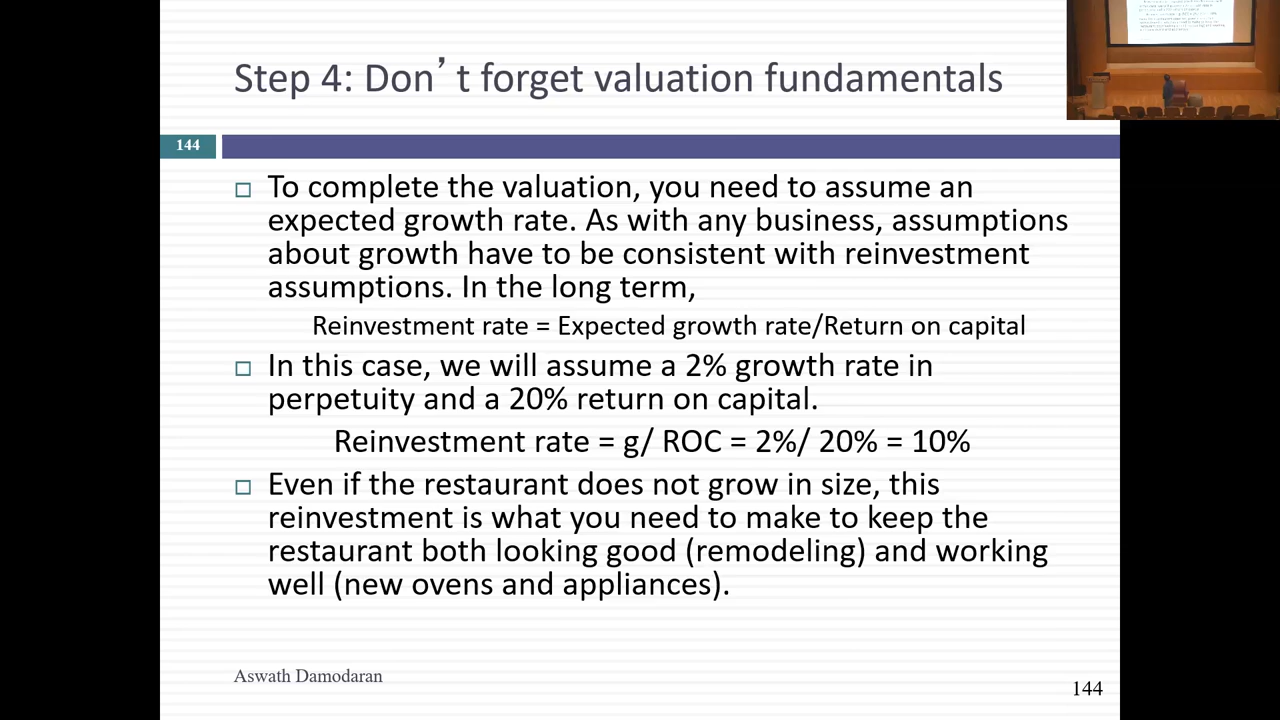 Step 4: Don’t forget valuation fundamentals
144
To complete the valuation, you need to assume an
expected growth rate. As with any business, assumptions
about growth have to be consistent with reinvestment
assumptions. In the long term,
Reinvestment rate = Expected growth rate/Return on capital
In this case, we will assume a 2% growth rate in
perpetuity and a 20% return on capital.
Reinvestment rate = g/ ROC = 2%/ 20% = 10%
Even if the restaurant does not grow in size, this
reinvestment is what you need to make to keep the
restaurant both looking good (remodeling) and working
well (new ovens and appliances).
Aswath Damodaran
144